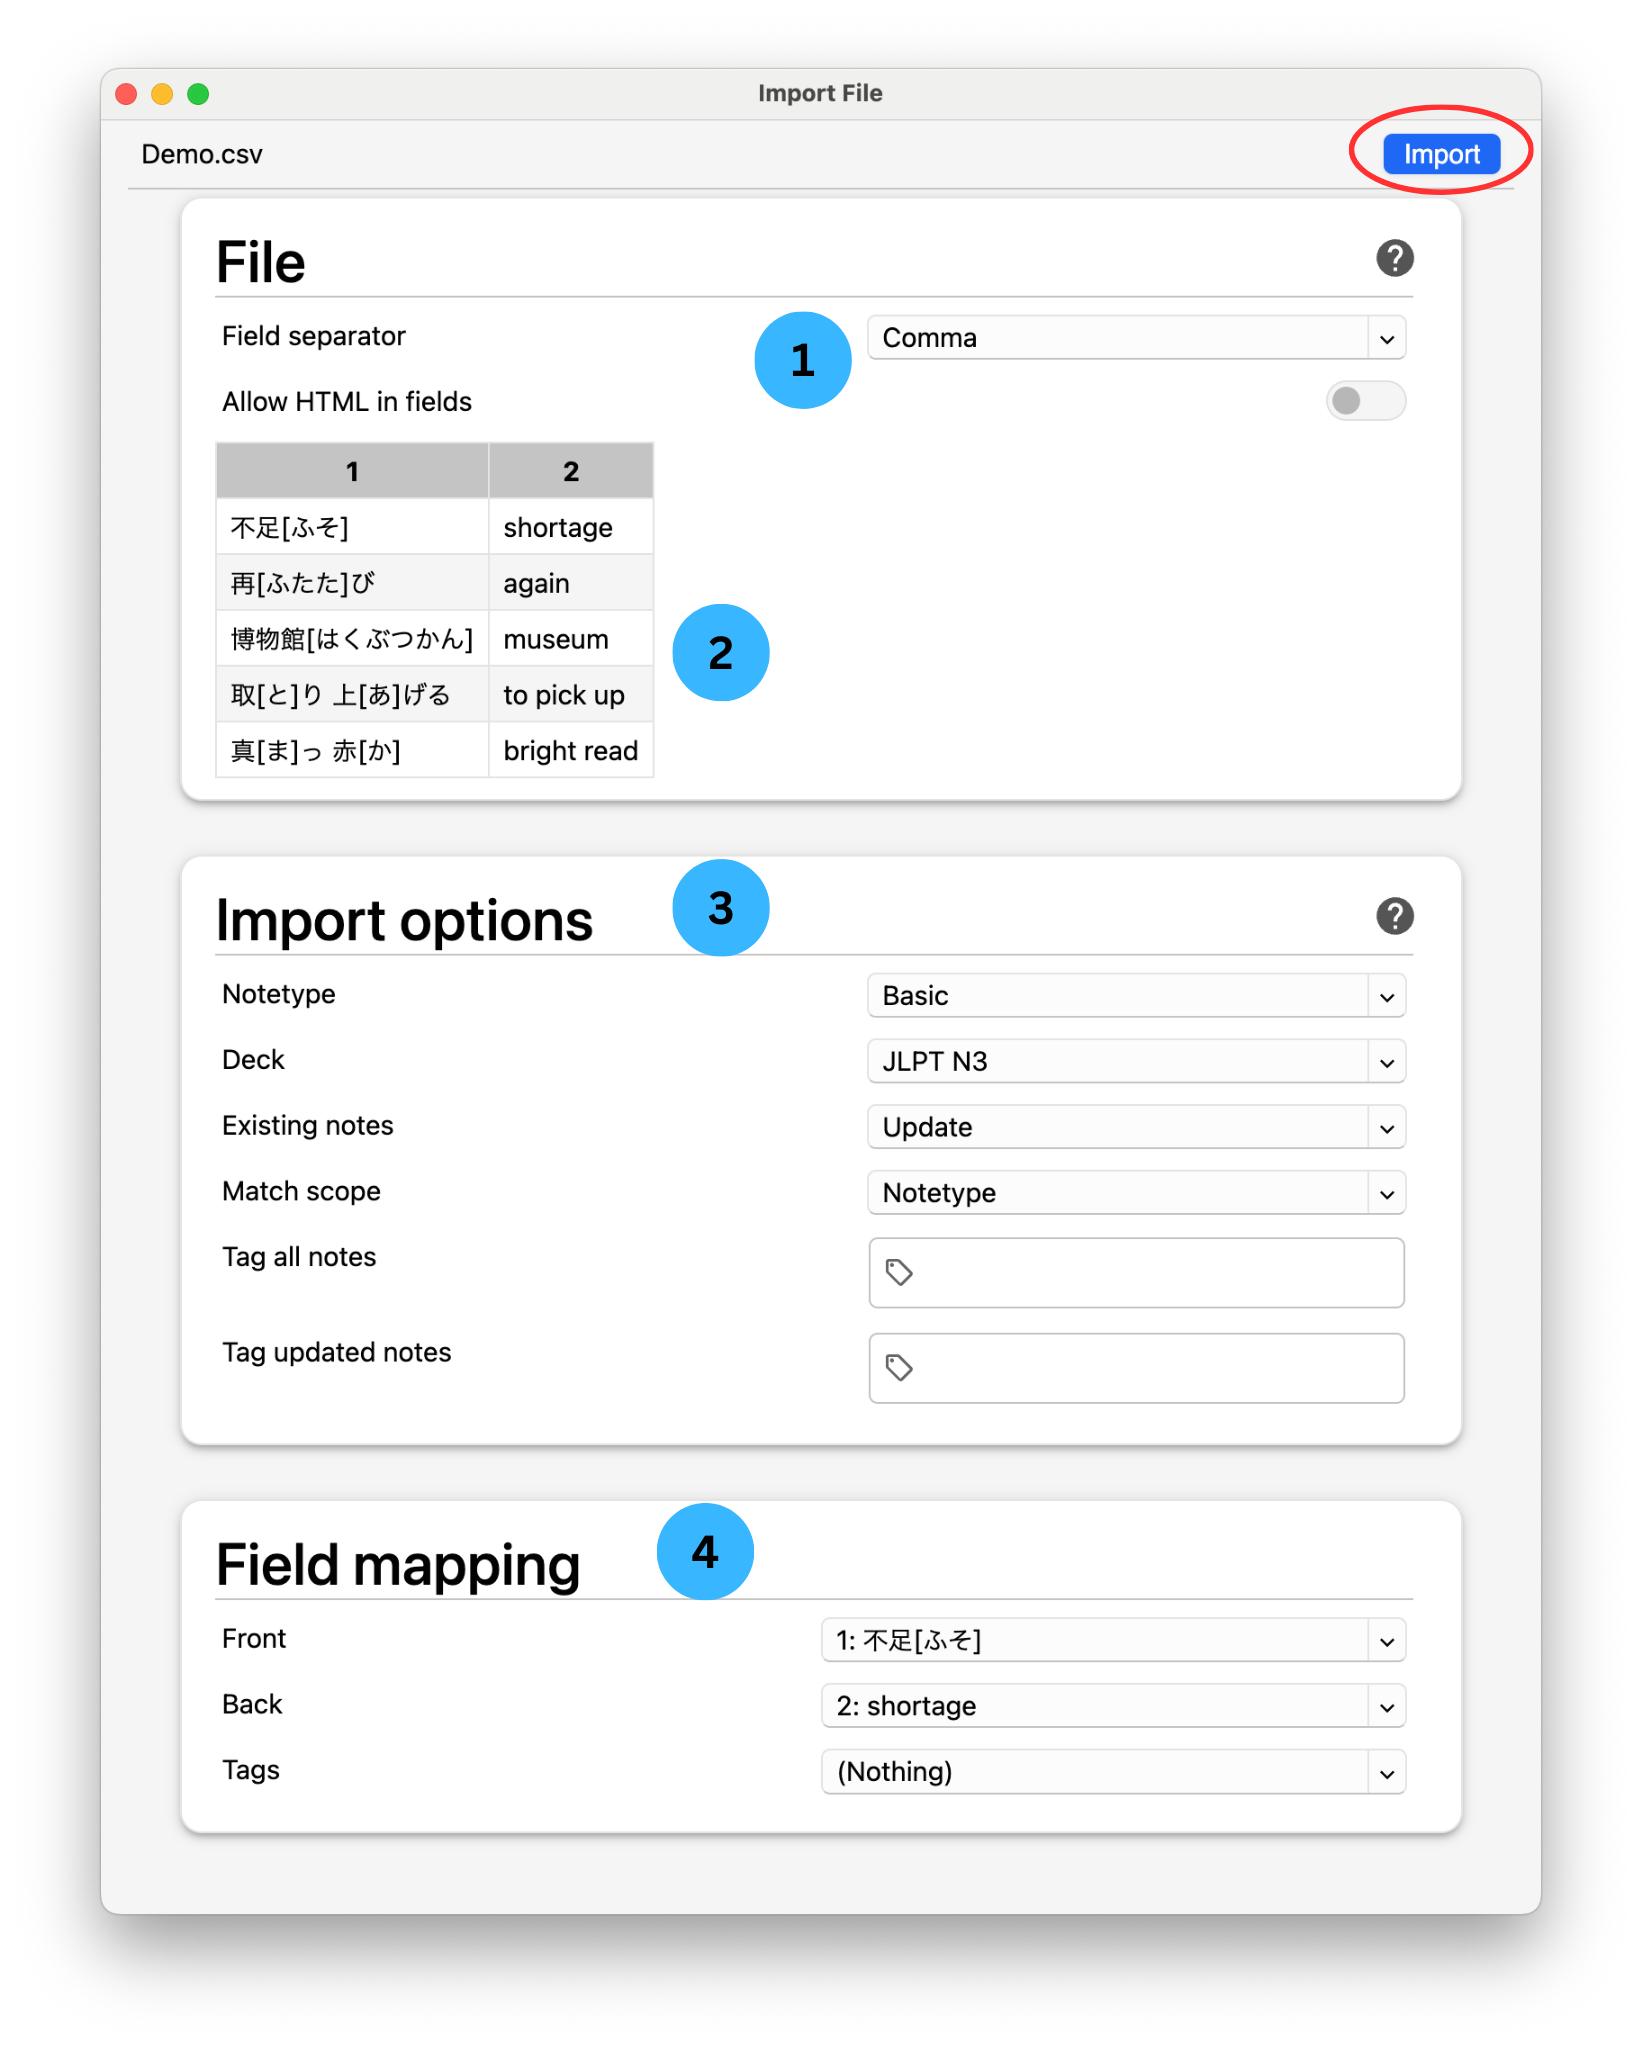 Import File
Demo.csv
Import
File
?
Field separator
1
Comma
Allow HTML in fields
1 2
不足[ふそ] shortage
再[ふたた]び again
博物館[はくぶつかん] museum
2
取[と]り 上[あ]げる to pick up
真[ま]っ 赤[か] bright read
Import options
3
?
Notetype Basic
Deck JLPT N3
Existing notes Update
Match scope Notetype
Tag all notes
Tag updated notes
Field mapping
4
Front 1: 不足[ふそ]
Back 2: shortage
Tags (Nothing)